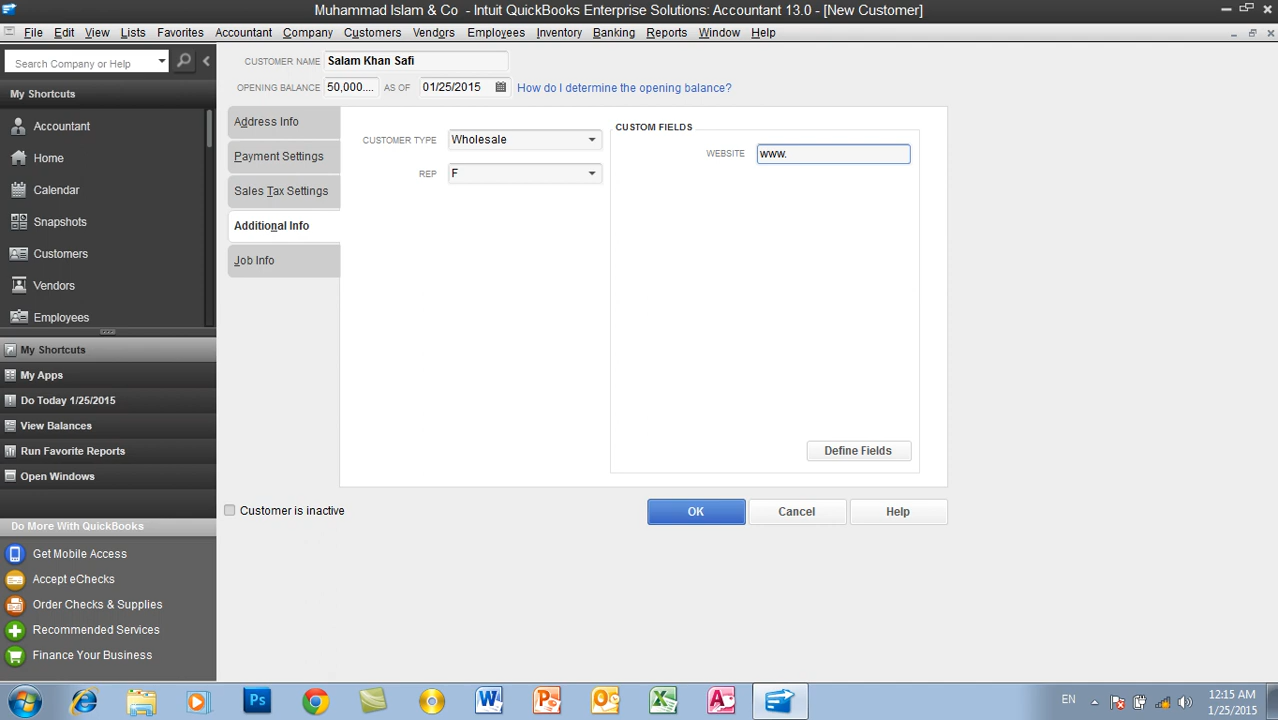 Muhammad Islam & Co - Intuit QuickBooks Enterprise Solutions: Accountant 13.0 - [New Customer]
File Edit View Lists Favorites Accountant Company Customers Vendors Employees Inventory Banking Reports Window Help
Search Company or Help
My Shortcuts
Accountant
Home
Calendar
Snapshots
Customers
Vendors
Employees
My Shortcuts
My Apps
Do Today 1/25/2015
View Balances
Run Favorite Reports
Open Windows
Do More With QuickBooks
Get Mobile Access
Accept eChecks
Order Checks & Supplies
Recommended Services
Finance Your Business
CUSTOMER NAME Salam Khan Safi
OPENING BALANCE 50,000.... AS OF 01/25/2015 How do I determine the opening balance?
Address Info
Payment Settings
Sales Tax Settings
Additional Info
Job Info
CUSTOMER TYPE Wholesale
REP F
CUSTOM FIELDS
WEBSITE www.
Define Fields
Customer is inactive
OK Cancel Help
Ps
EN
12:15 AM
1/25/2015